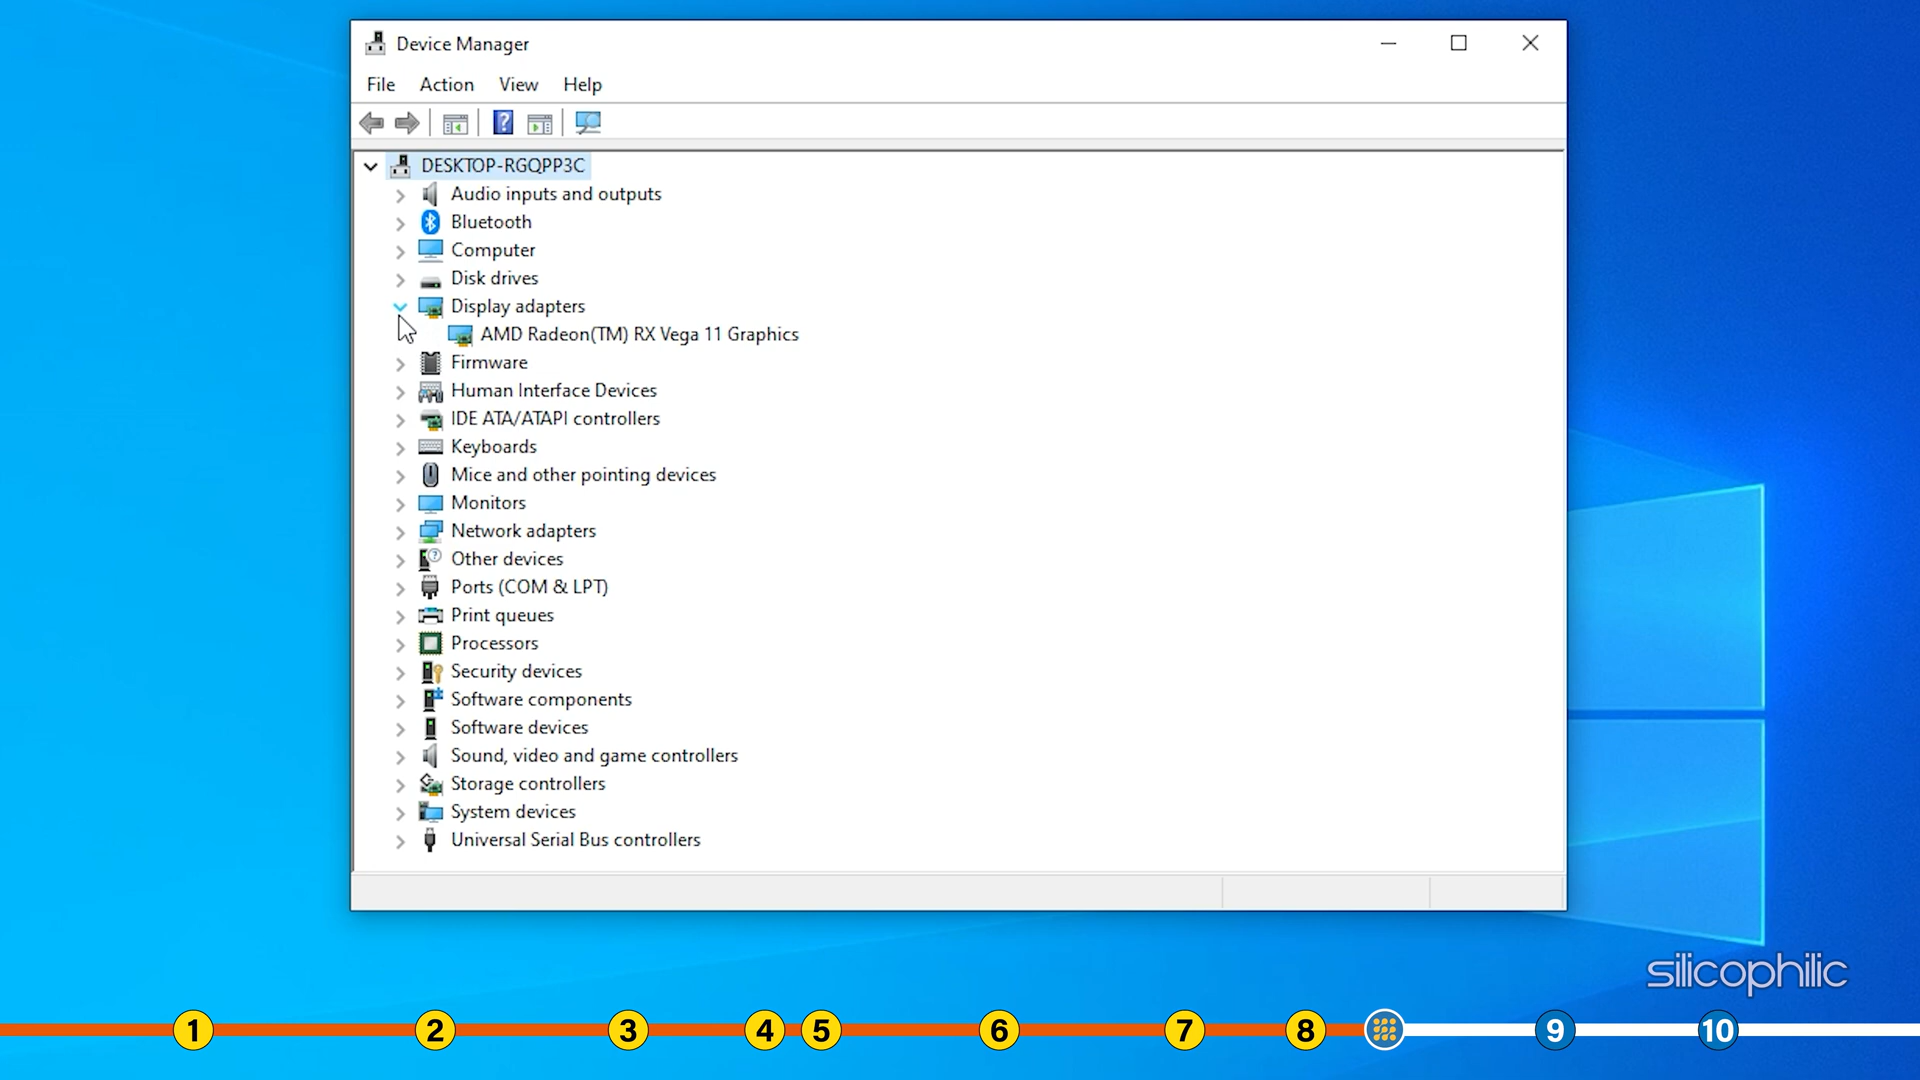 Device Manager
File Action View Help
DESKTOP-RGQPP3C
Audio inputs and outputs
Bluetooth
Computer
Disk drives
Display adapters
AMD Radeon(TM) RX Vega 11 Graphics
Firmware
Human Interface Devices
IDE ATA/ATAPI controllers
Keyboards
Mice and other pointing devices
Monitors
Network adapters
Other devices
Ports (COM & LPT)
Print queues
Processors
Security devices
Software components
Software devices
Sound, video and game controllers
Storage controllers
System devices
Universal Serial Bus controllers
silicophilic
1 2 3 4 5 6 7 8 9 10